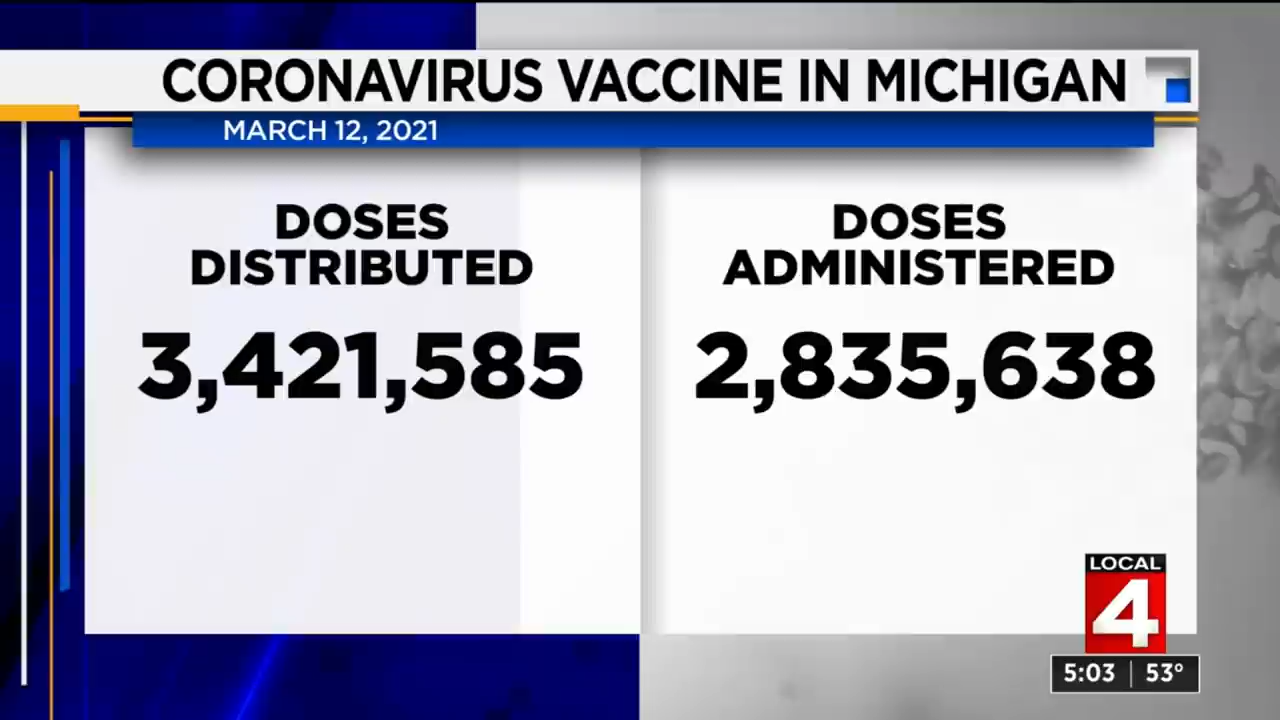 CORONAVIRUS VACCINE IN MICHIGAN
MARCH 12, 2021
DOSES
DISTRIBUTED
3,421,585
DOSES
ADMINISTERED
2,835,638
LOCAL
4
5:03 | 53°